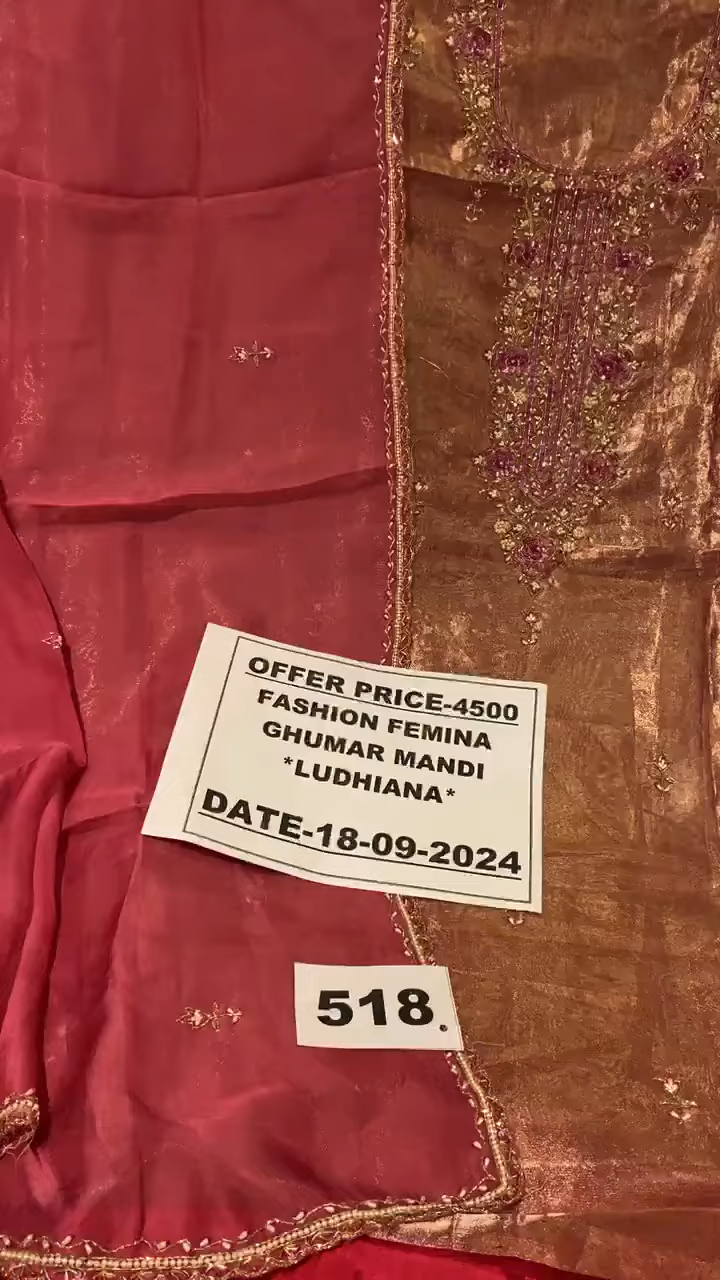 OFFER PRICE-4500
FASHION FEMINA
GHUMAR MANDI
*LUDHIANA*
DATE-18-09-2024
518.